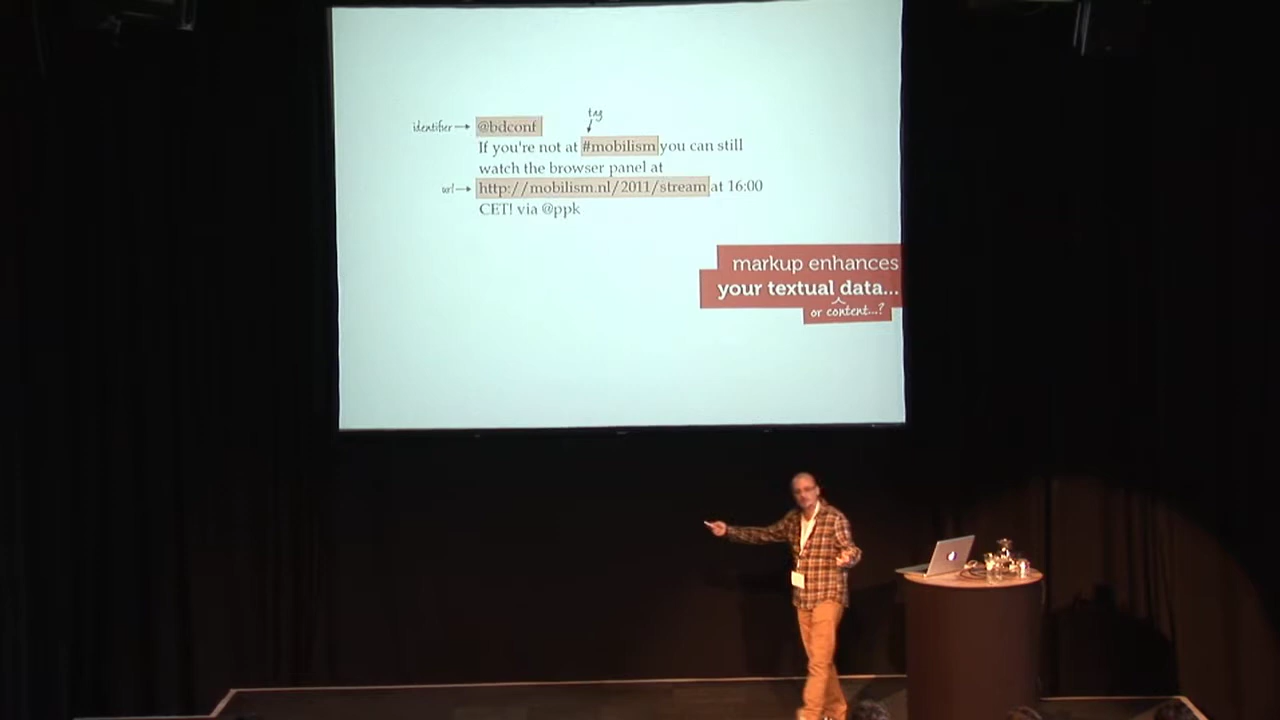 tag
identifier → @bdconf
If you're not at #mobilism you can still
watch the browser panel at
url → http://mobilism.nl/2011/stream at 16:00
CET! via @ppk
markup enhances
your textual data...
or content...?